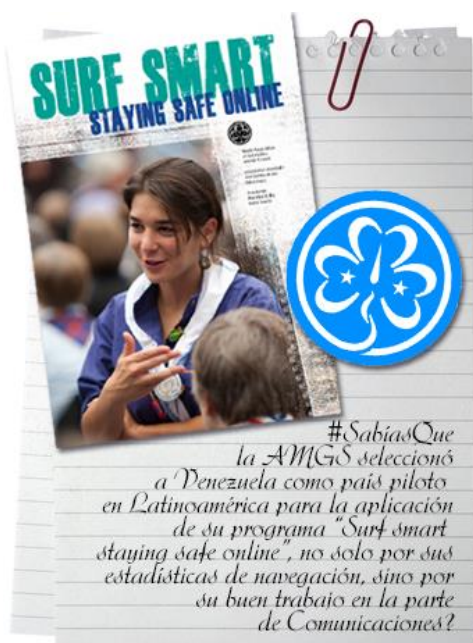 SURF SMART
STAYING SAFE ONLINE
#SabíasQue
la AMGS seleccionó
a Venezuela como país piloto
en Latinoamérica para la aplicación
de su programa "Surf smart
staying safe online", no solo por sus
estadísticas de navegación, sino por
su buen trabajo en la parte
de Comunicaciones?